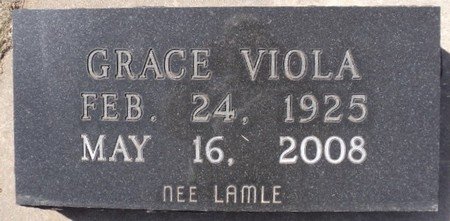 GRACE VIOLA
FEB. 24, 1925
MAY 16, 2008
NEE LAMLE